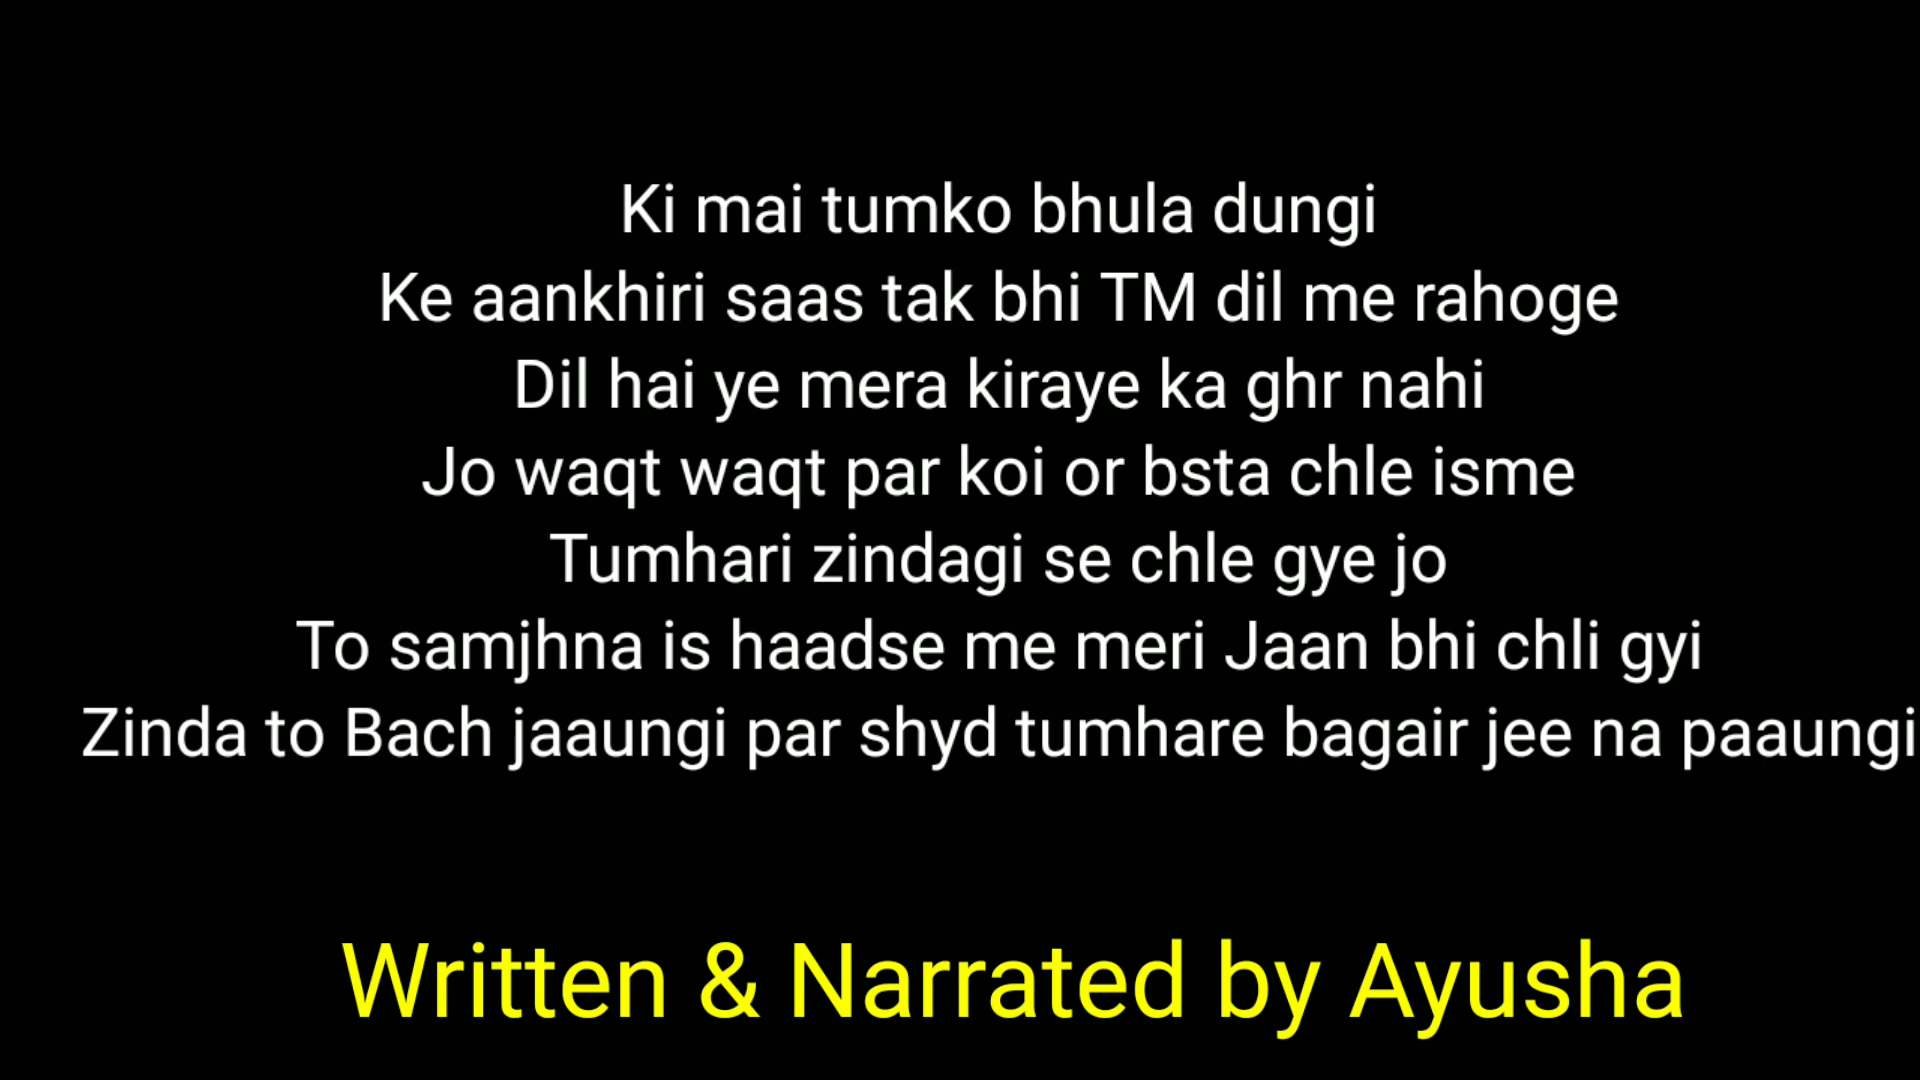 Ki mai tumko bhula dungi
Ke aankhiri saas tak bhi TM dil me rahoge
Dil hai ye mera kiraye ka ghr nahi
Jo waqt waqt par koi or bsta chle isme
Tumhari zindagi se chle gye jo
To samjhna is haadse me meri Jaan bhi chli gyi
Zinda to Bach jaaungi par shyd tumhare bagair jee na paaungi
Written & Narrated by Ayusha